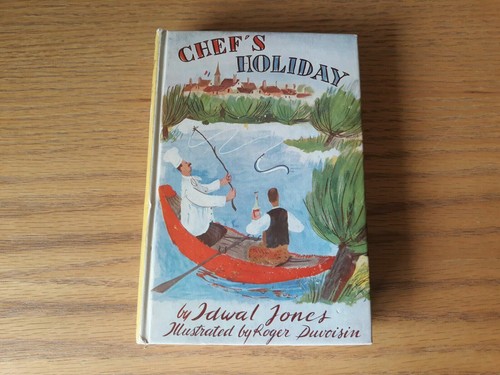 CHEF'S
HOLIDAY
by Idwal Jones
Illustrated by Roger Duvoisin